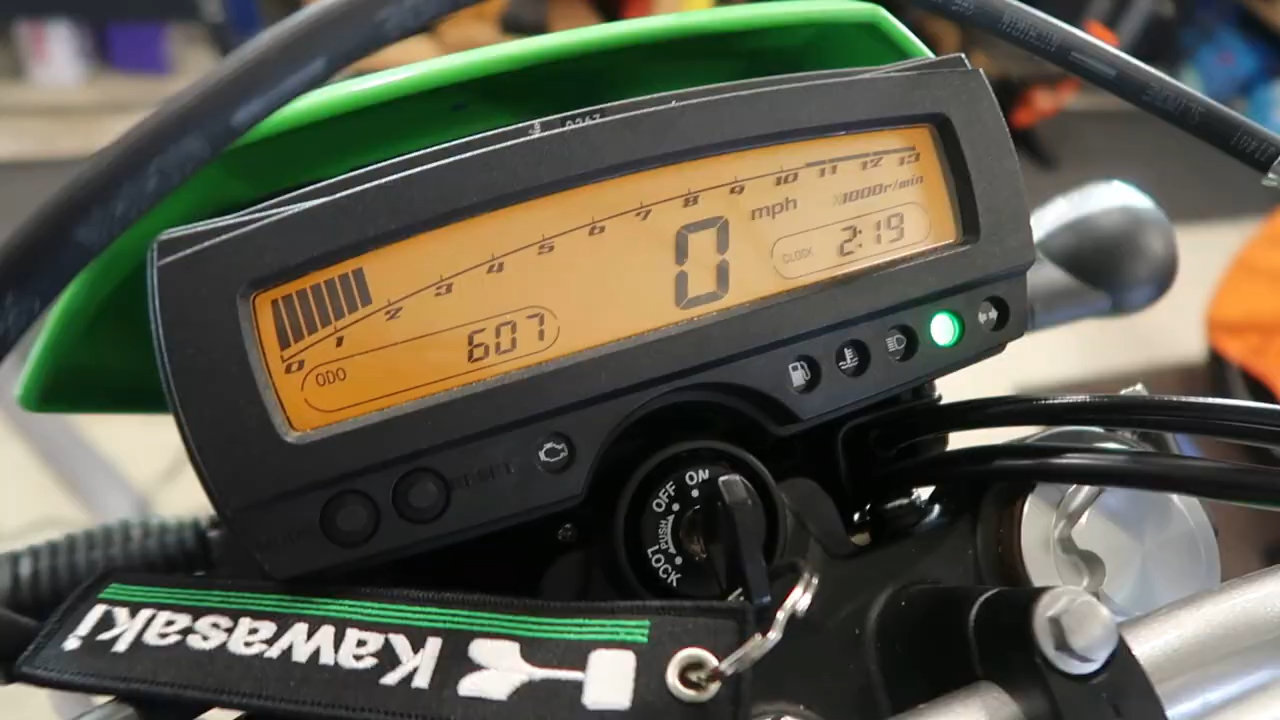 0 1 2 3 4 5 6 7 8 9 10 11 12 13
X1000r/min
mph
0
CLOCK 2:19
ODO 607
RESET
ON
OFF
PUSH
LOCK
Kawasaki